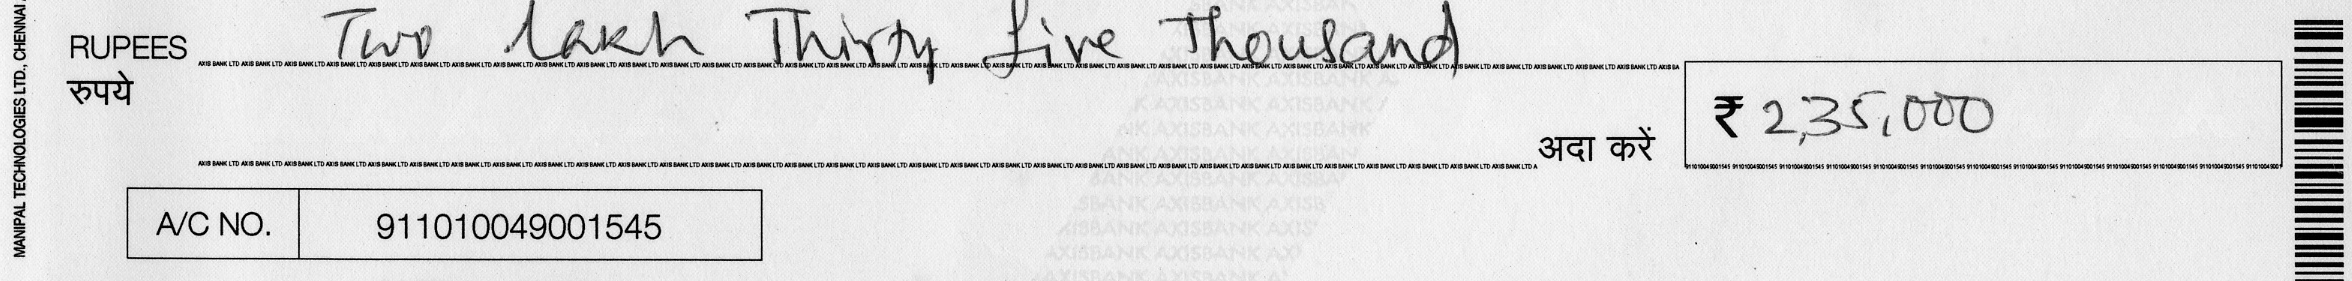 MANIPAL TECHNOLOGIES LTD., CHENNAI
RUPEES Two lakh Thirty five Thousand
रुपये
अदा करें ₹ 2,35,000
A/C NO. 911010049001545